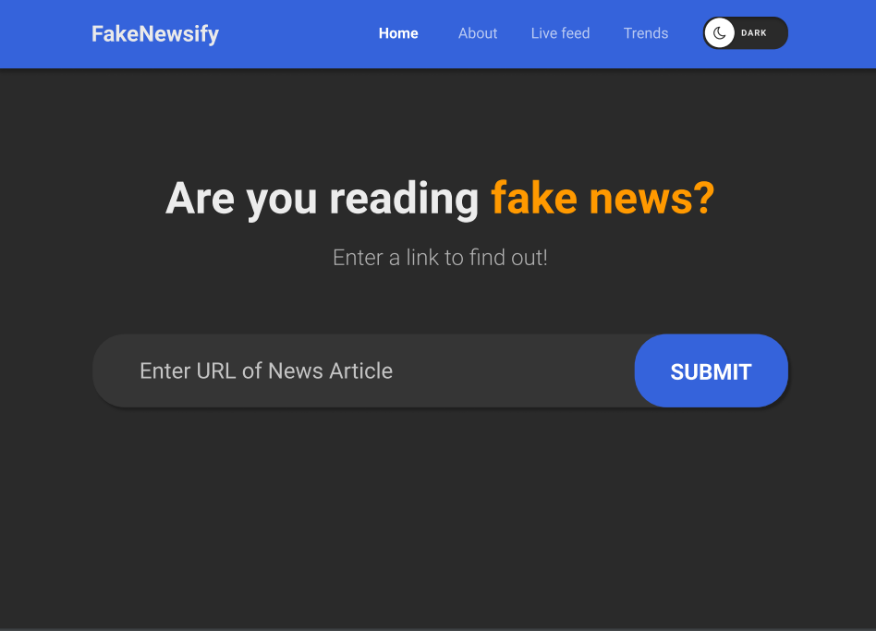 FakeNewsify Home About Live feed Trends DARK
Are you reading fake news?
Enter a link to find out!
Enter URL of News Article SUBMIT